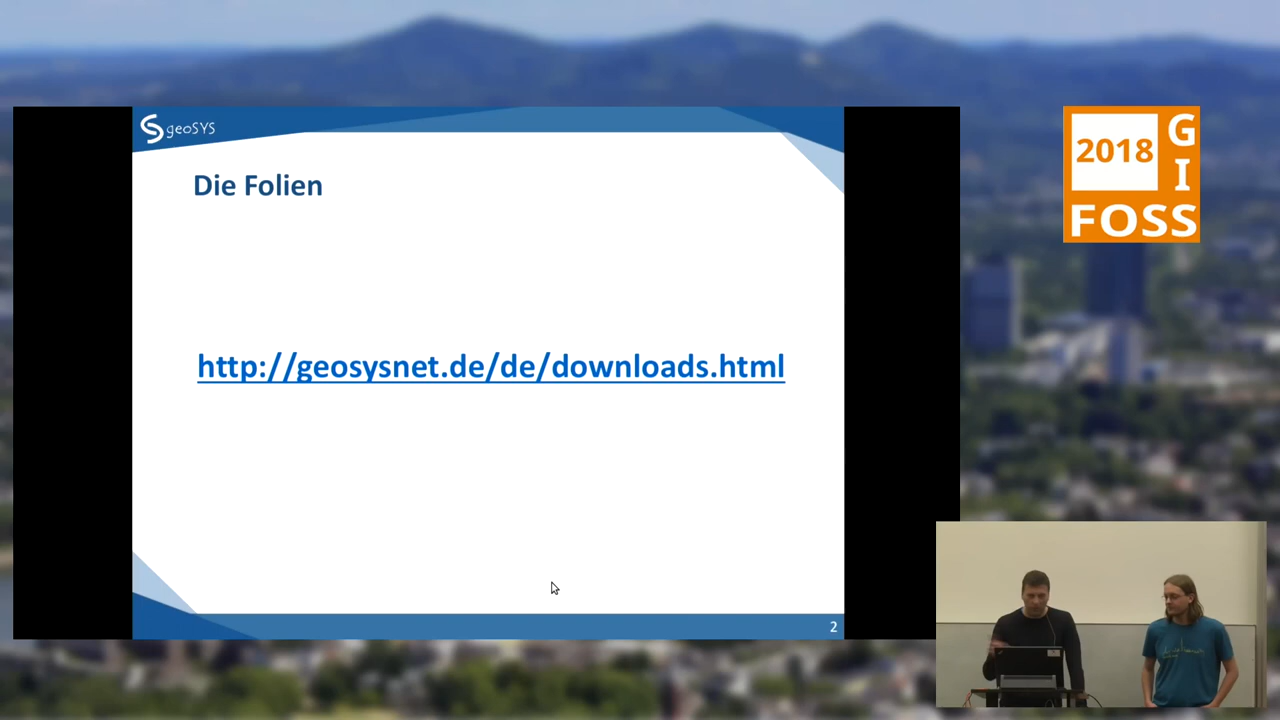 geoSYS
Die Folien
http://geosysnet.de/de/downloads.html
2
2018
G
I
FOSS